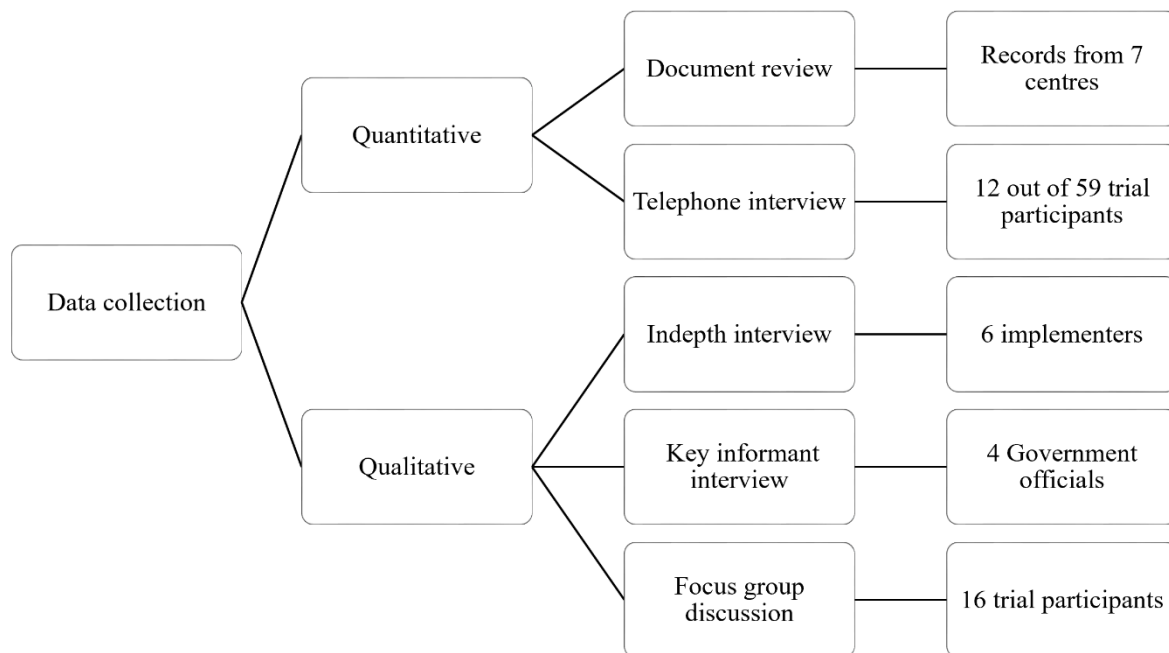 Data collection
Quantitative
Document review
Records from 7
centres
Telephone interview
12 out of 59 trial
participants
Qualitative
Indepth interview
6 implementers
Key informant
interview
4 Government
officials
Focus group
discussion
16 trial participants